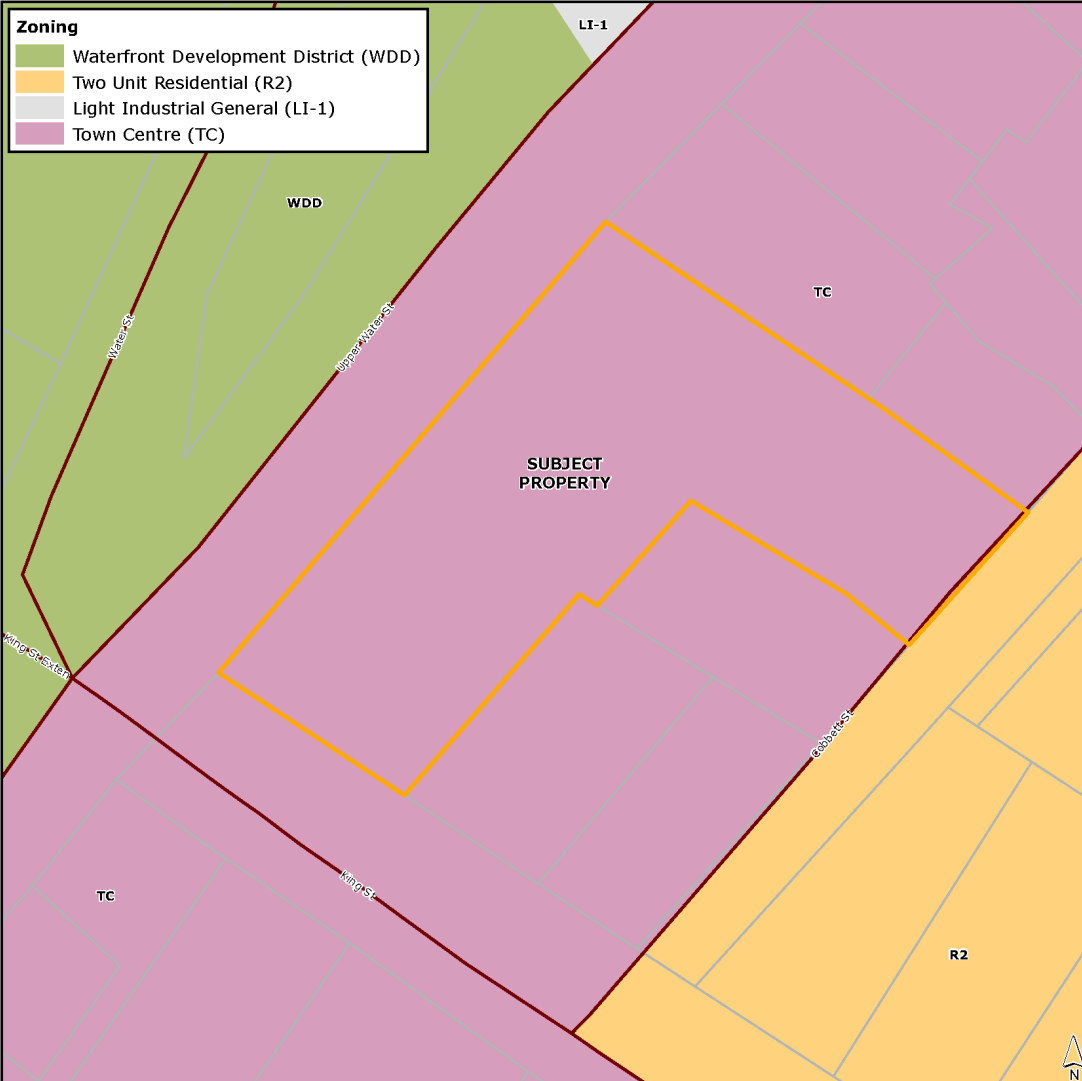 Zoning
Waterfront Development District (WDD)
Two Unit Residential (R2)
Light Industrial General (LI-1)
Town Centre (TC)
LI-1
WDD
TC
Water St
Upper Water St
SUBJECT
PROPERTY
King St Exten
Cobbett St
King St
TC
R2
N